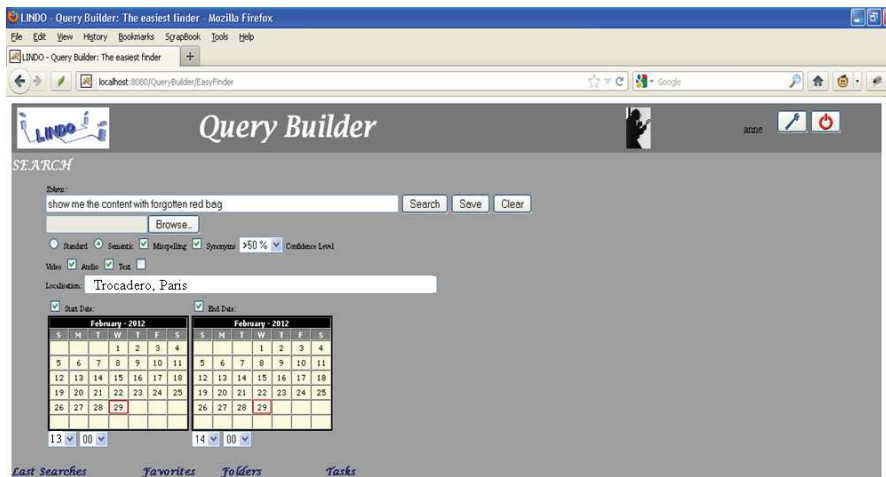 LINDO - Query Builder: The easiest finder - Mozilla Firefox
File Edit View History Bookmarks ScrapBook Tools Help
LINDO - Query Builder: The easiest finder +
localhost:8080/QueryBuilder/EasyFinder Google
LINDO Query Builder anne
SEARCH
Token:
show me the content with forgotten red bag Search Save Clear
Browse...
Standard Semantic Misspelling Synonyms >50 % Confidence Level
Video Audio Text
Localisation: Trocadero, Paris
Start Date: End Date:
February - 2012 February - 2012
S M T W T F S S M T W T F S
1 2 3 4 1 2 3 4
5 6 7 8 9 10 11 5 6 7 8 9 10 11
12 13 14 15 16 17 18 12 13 14 15 16 17 18
19 20 21 22 23 24 25 19 20 21 22 23 24 25
26 27 28 29 26 27 28 29
13 00 14 00
Last Searches Favorites Folders Tasks